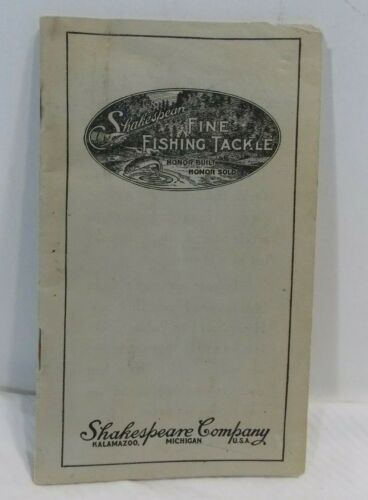 Shakespeare
FINE
FISHING TACKLE
HONOR BUILT
HONOR SOLD
Shakespeare Company
KALAMAZOO, MICHIGAN U.S.A.